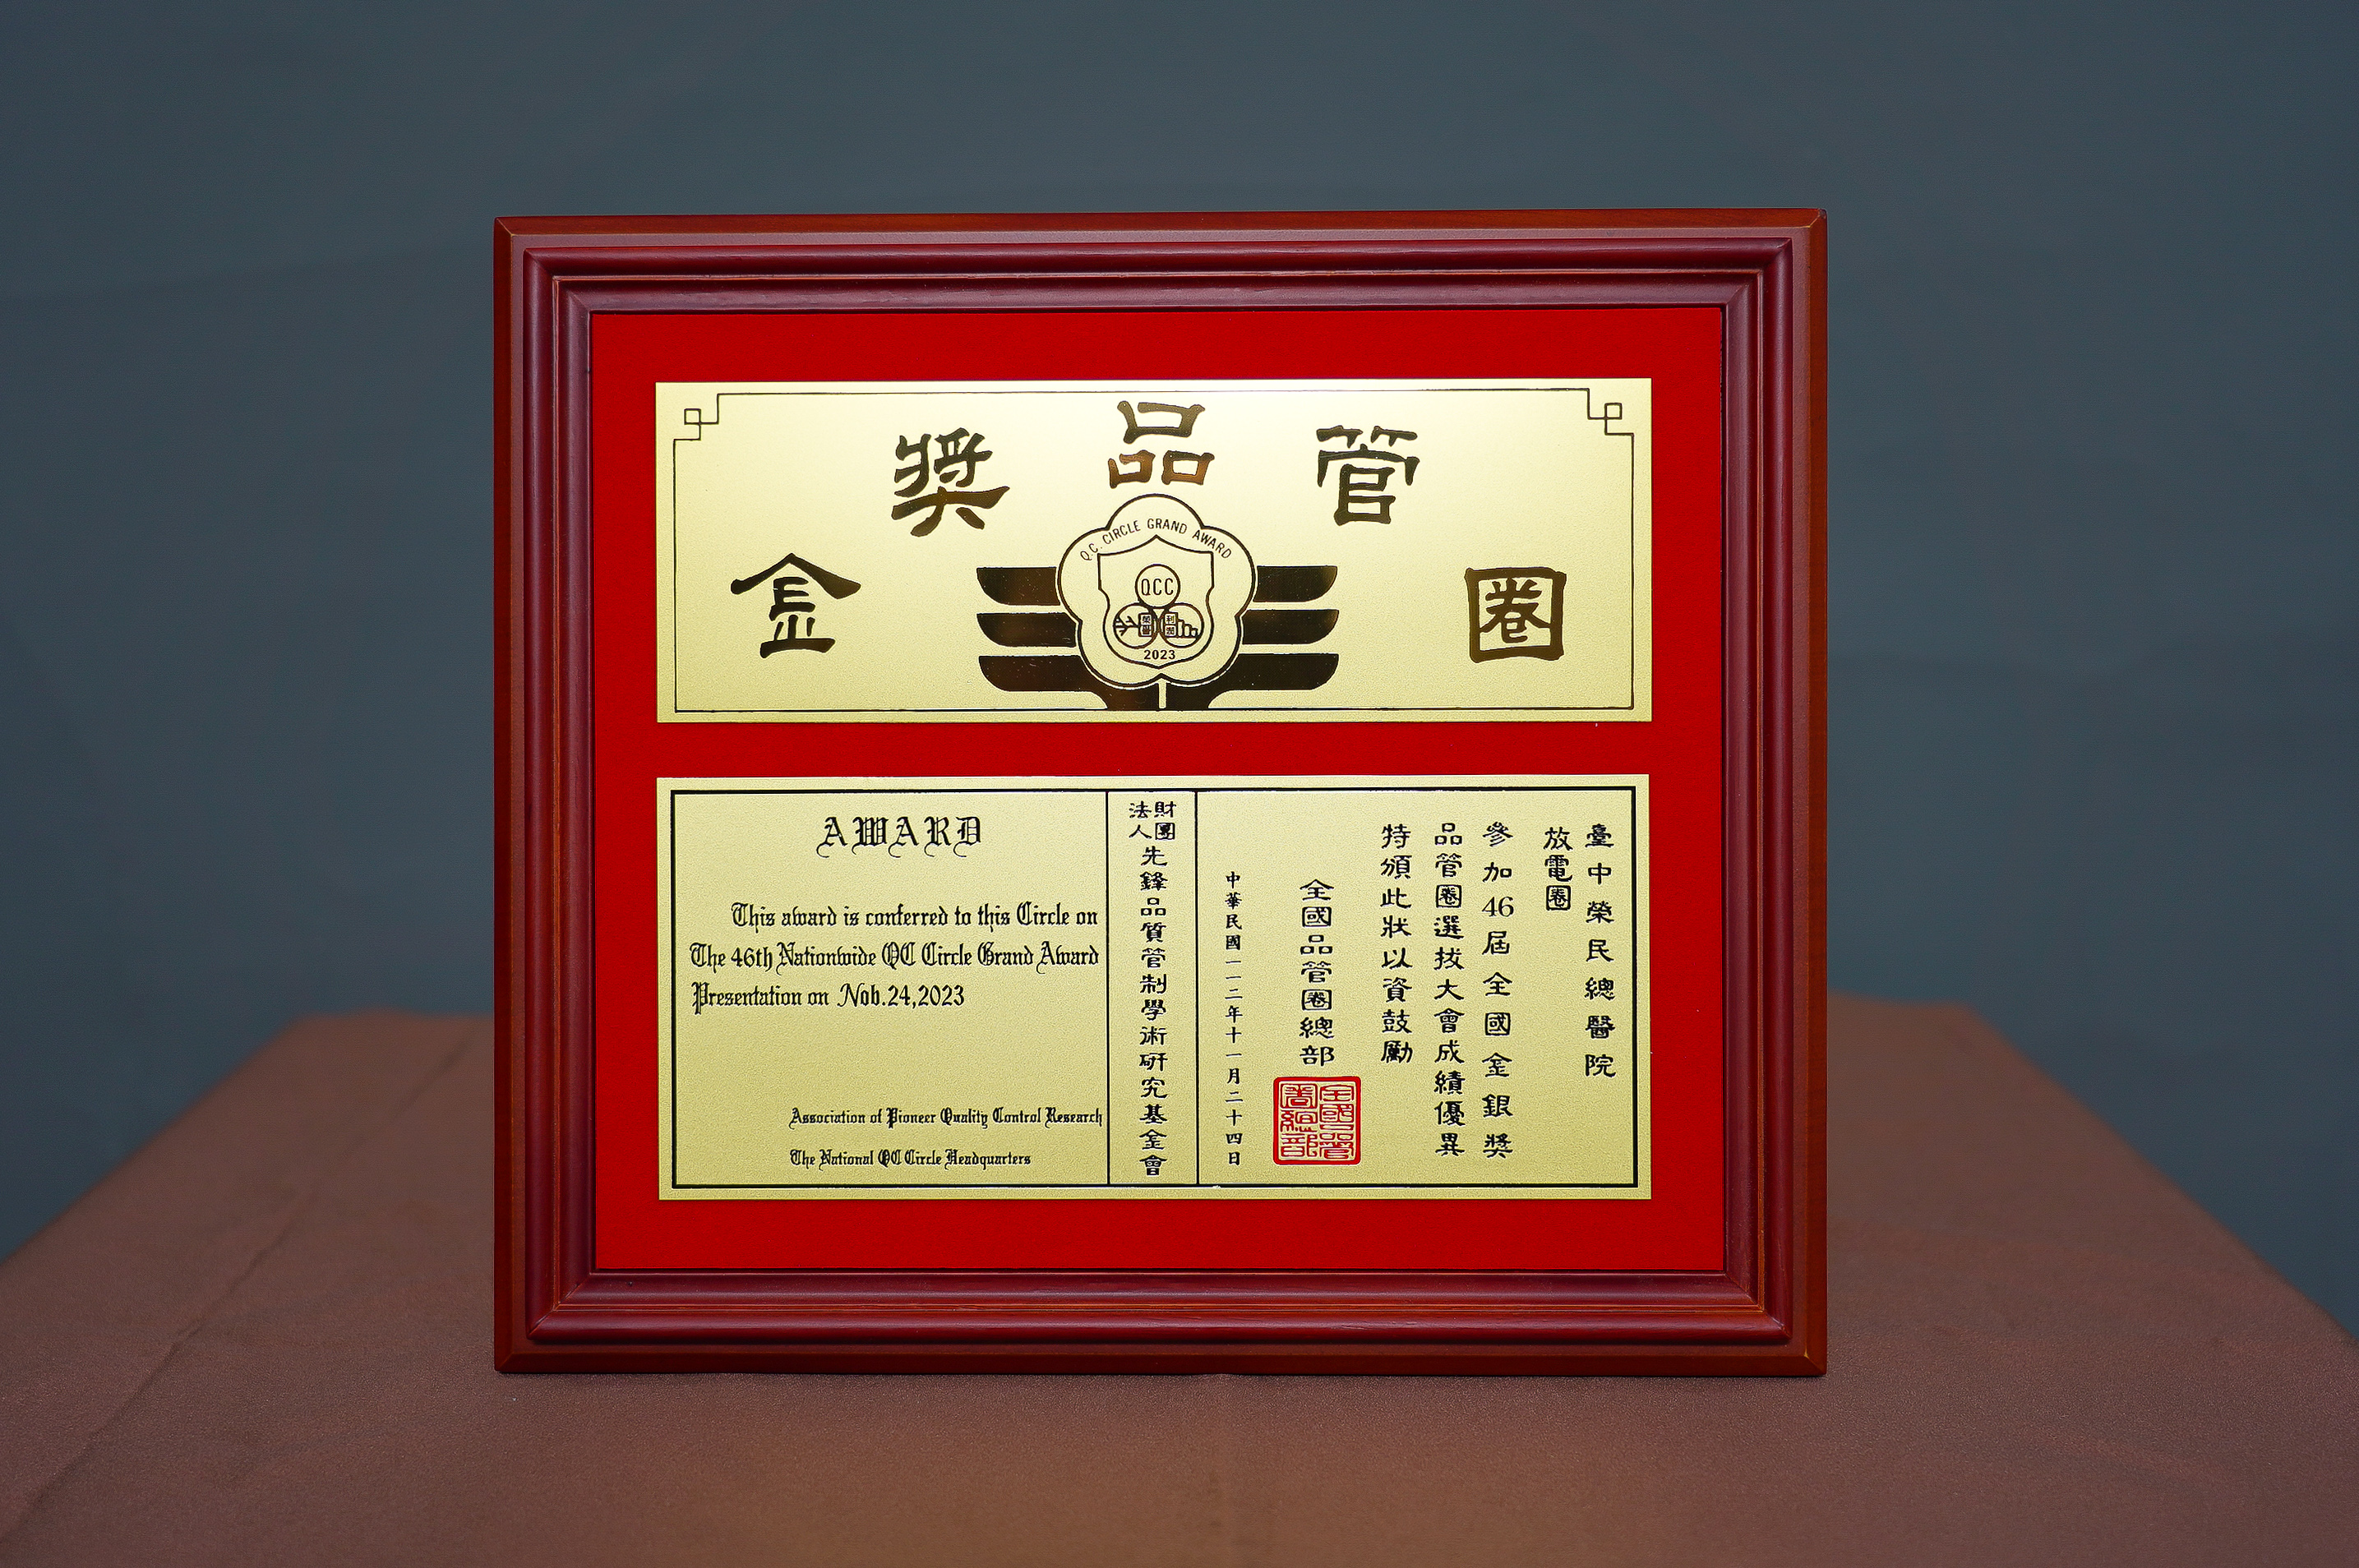 圈管品獎金
Q.C. CIRCLE GRAND AWARD
QCC
榮譽
利潤
2023
臺中榮民總醫院
放電圈
參加46屆全國金銀獎
品管圈選拔大會成績優異
特頒此狀以資鼓勵
全國品管圈總部
中華民國一一二年十一月二十四日
財團法人先鋒品質管制學術研究基金會
AWARD
This award is conferred to this Circle on
The 46th Nationwide QC Circle Grand Award
Presentation on Nob.24,2023
Association of Pioneer Quality Control Research
The National QC Circle Headquarters